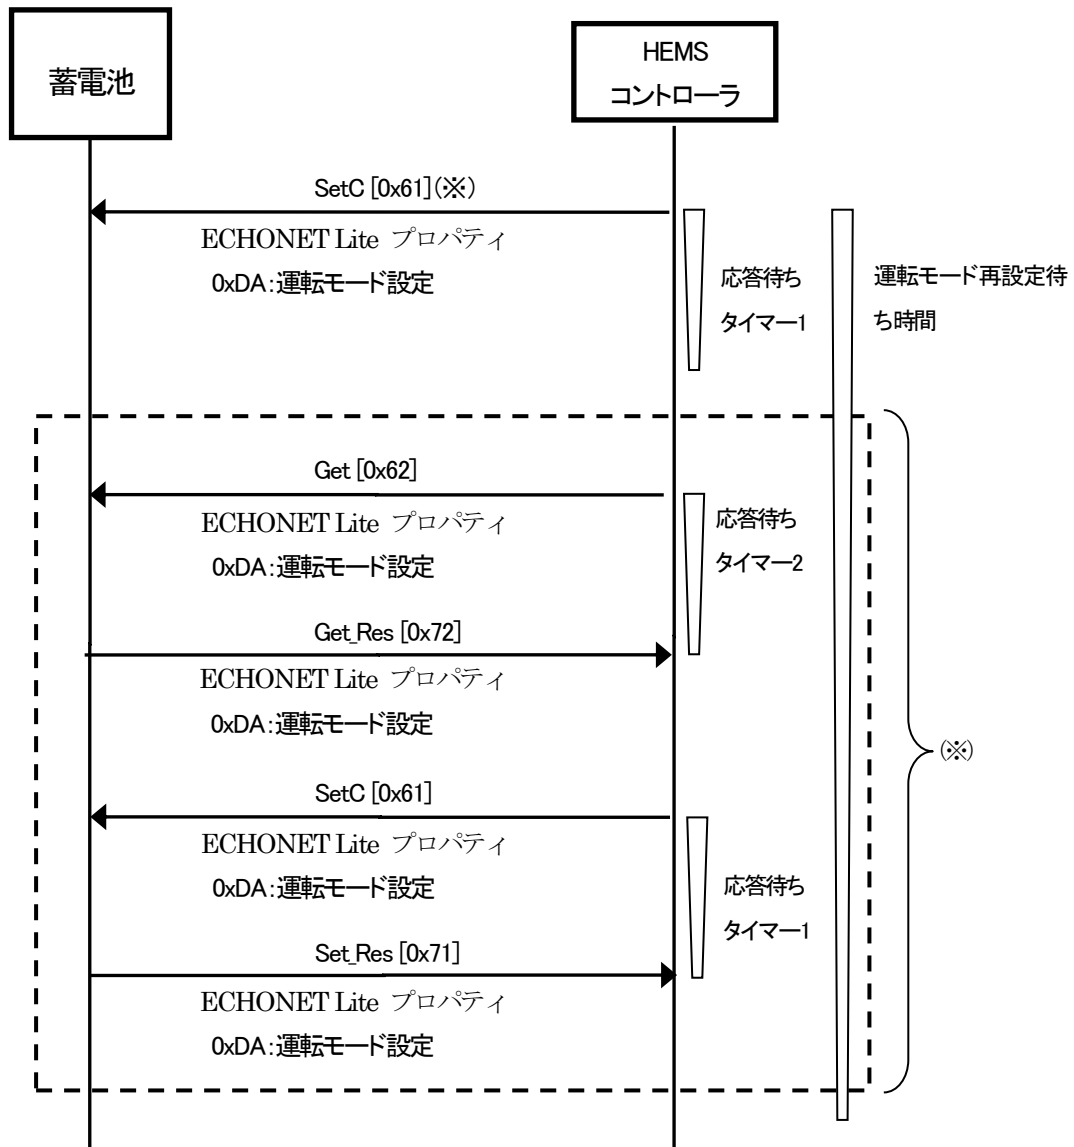 蓄電池
HEMS
コントローラ
SetC [0x61](※)
ECHONET Lite プロパティ
0xDA:運転モード設定
応答待ち
タイマー1
運転モード再設定待
ち時間
Get [0x62]
ECHONET Lite プロパティ
0xDA:運転モード設定
応答待ち
タイマー2
Get_Res [0x72]
ECHONET Lite プロパティ
0xDA:運転モード設定
(※)
SetC [0x61]
ECHONET Lite プロパティ
0xDA:運転モード設定
応答待ち
タイマー1
Set_Res [0x71]
ECHONET Lite プロパティ
0xDA:運転モード設定